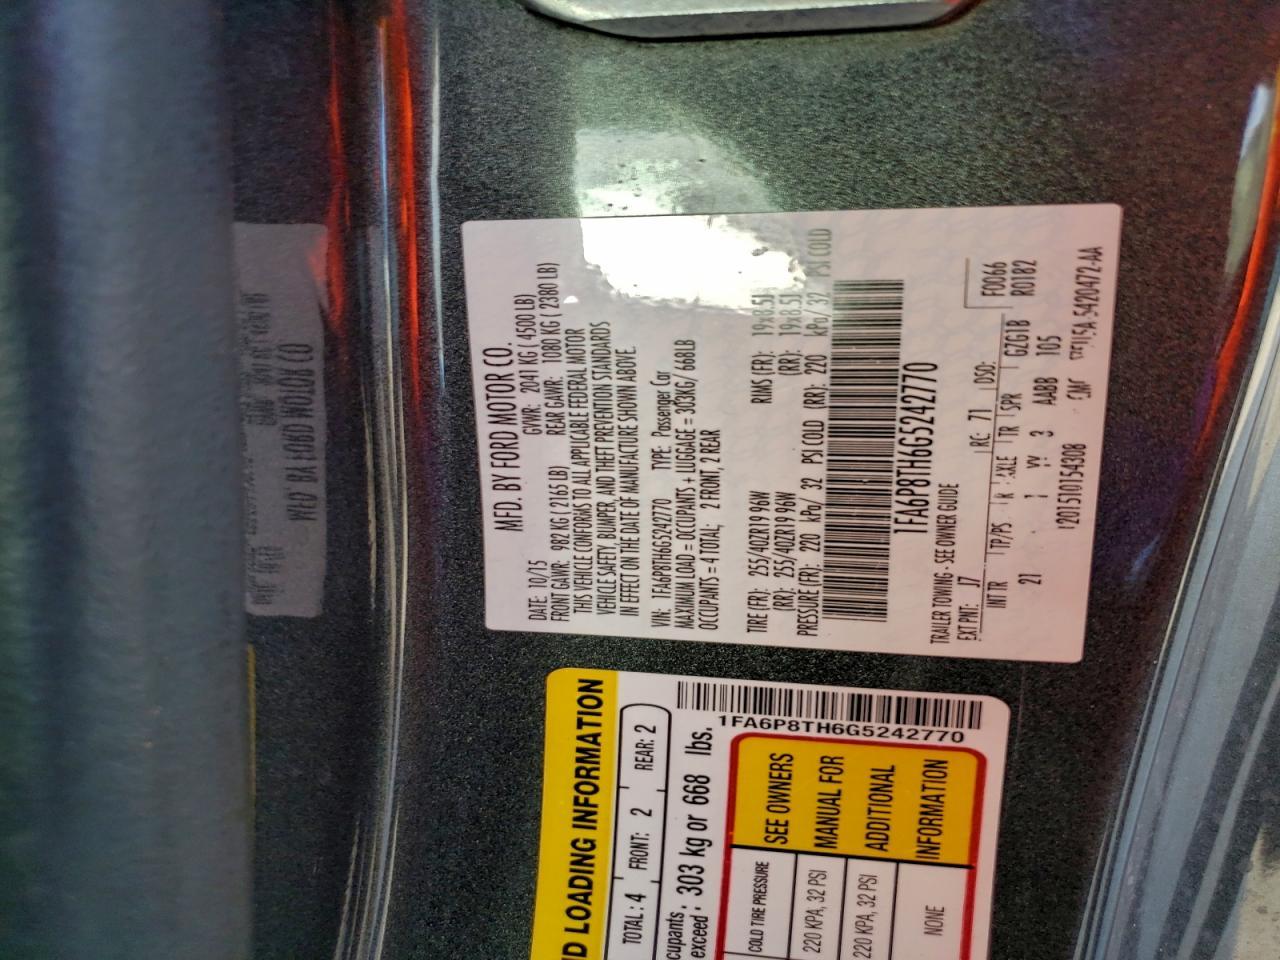 MFD. BY FORD MOTOR CO.
DATE: 10/15 GVWR: 2041 KG ( 4500 LB)
FRONT GAWR: 982 KG ( 2165 LB) REAR GAWR: 1080 KG ( 2380 LB)
THIS VEHICLE CONFORMS TO ALL APPLICABLE FEDERAL MOTOR
VEHICLE SAFETY, BUMPER, AND THEFT PREVENTION STANDARDS
IN EFFECT ON THE DATE OF MANUFACTURE SHOWN ABOVE.
VIN: 1FA6P8TH6G5242770 TYPE: Passenger Car
MAXIMUM LOAD = OCCUPANTS + LUGGAGE = 303KG/ 668LB
OCCUPANTS = 4 TOTAL; 2 FRONT, 2 REAR
TIRE (FR): 255/40ZR19 96W RIMS (FR): 19x8.5J
(RR): 255/40ZR19 96W (RR): 19x8.5J
PRESSURE (FR): 220 kPa/ 32 PSI COLD (RR): 220 kPa/ 32 PSI COLD
1FA6P8TH6G5242770
TRAILER TOWING - SEE OWNER GUIDE
EXT PNT: J7 RC: 71 DSO: F0066
INT TR TP/PS R AXLE TR SPR GZG1B R0182
21 3 AABB 105
1201510154308 5420472-AA
ND LOADING INFORMATION
TOTAL: 4 FRONT: 2 REAR: 2
cupants:
exceed: 303 kg or 668 lbs.
1FA6P8TH6G5242770
COLD TIRE PRESSURE
220 KPA, 32 PSI
220 KPA, 32 PSI
NONE
SEE OWNERS
MANUAL FOR
ADDITIONAL
INFORMATION